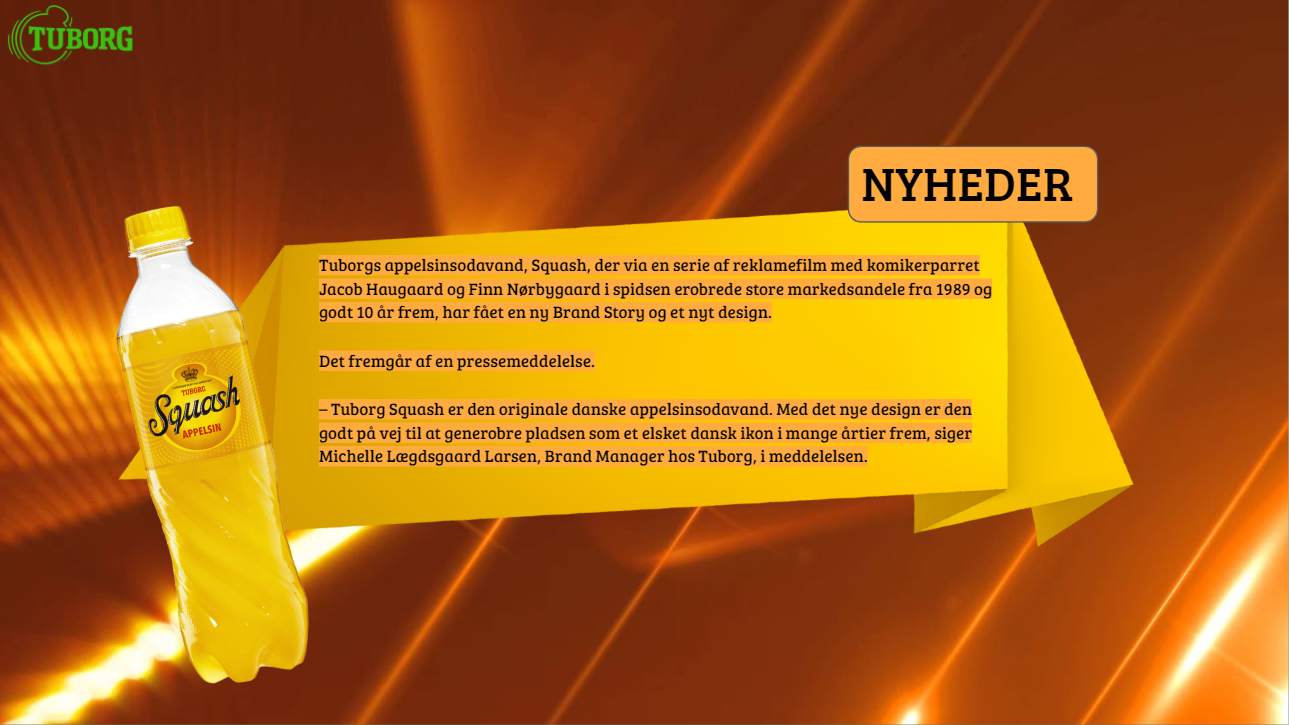 TUBORG
NYHEDER
Tuborgs appelsinsodavand, Squash, der via en serie af reklamefilm med komikerparret
Jacob Haugaard og Finn Nørbygaard i spidsen erobrede store markedsandele fra 1989 og
godt 10 år frem, har fået en ny Brand Story og et nyt design.
Det fremgår af en pressemeddelelse.
– Tuborg Squash er den originale danske appelsinsodavand. Med det nye design er den
godt på vej til at generobre pladsen som et elsket dansk ikon i mange årtier frem, siger
Michelle Lægdsgaard Larsen, Brand Manager hos Tuborg, i meddelelsen.
TUBORG
Squash
APPELSIN